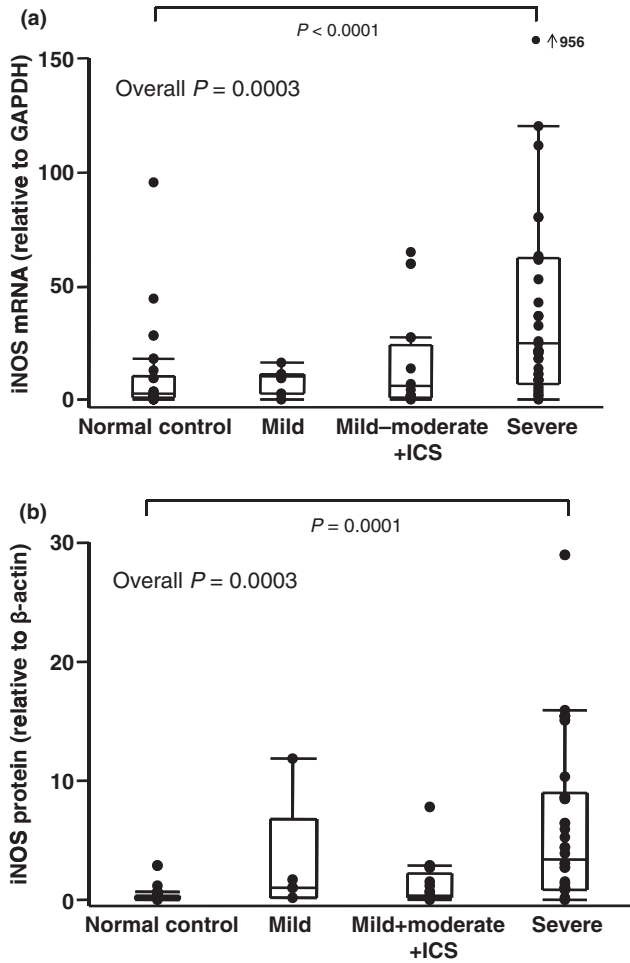 (a)
P < 0.0001
↑956
Overall P = 0.0003
iNOS mRNA (relative to GAPDH)
150
100
50
0
Normal control Mild Mild–moderate Severe
+ICS
(b)
P = 0.0001
Overall P = 0.0003
iNOS protein (relative to β-actin)
30
20
10
0
Normal control Mild Mild+moderate Severe
+ICS